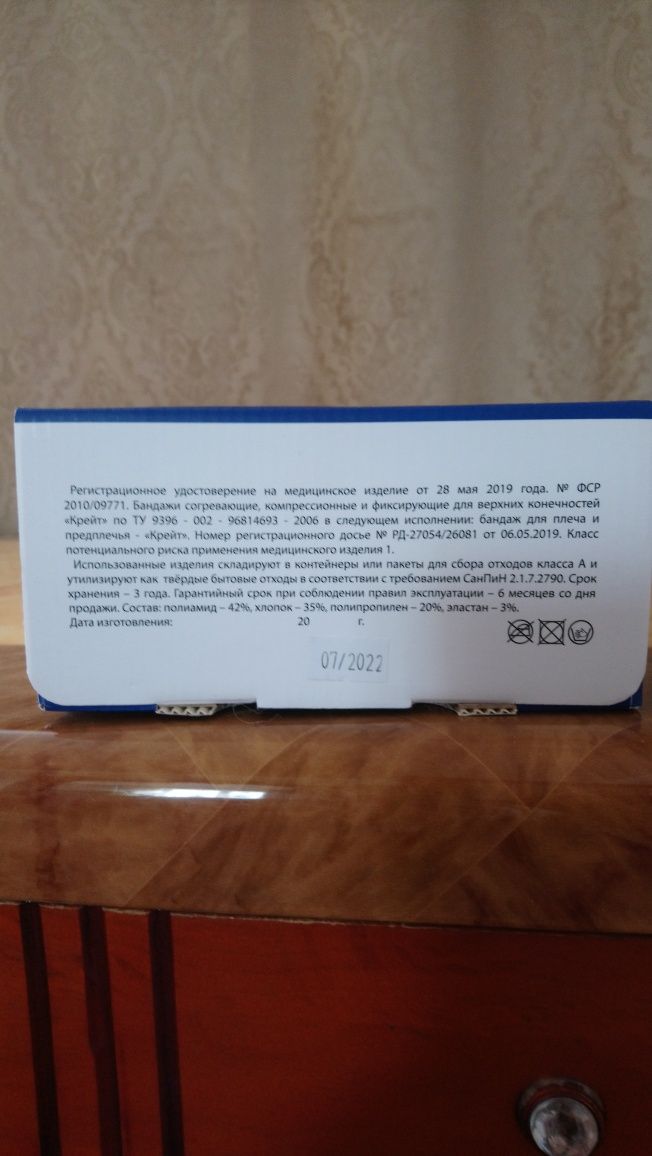 Регистрационное удостоверение на медицинское изделие от 28 мая 2019 года. № ФСР
2010/09771. Бандажи согревающие, компрессионные и фиксирующие для верхних конечностей
«Крейт» по ТУ 9396 - 002 - 96814693 - 2006 в следующем исполнении: бандаж для плеча и
предплечья - «Крейт». Номер регистрационного досье № РД-27054/26081 от 06.05.2019. Класс
потенциального риска применения медицинского изделия 1.
Использованные изделия складируют в контейнеры или пакеты для сбора отходов класса А и
утилизируют как твёрдые бытовые отходы в соответствии с требованием СанПиН 2.1.7.2790. Срок
хранения – 3 года. Гарантийный срок при соблюдении правил эксплуатации – 6 месяцев со дня
продажи. Состав: полиамид – 42%, хлопок – 35%, полипропилен – 20%, эластан – 3%.
Дата изготовления: 20 г.
07/2022